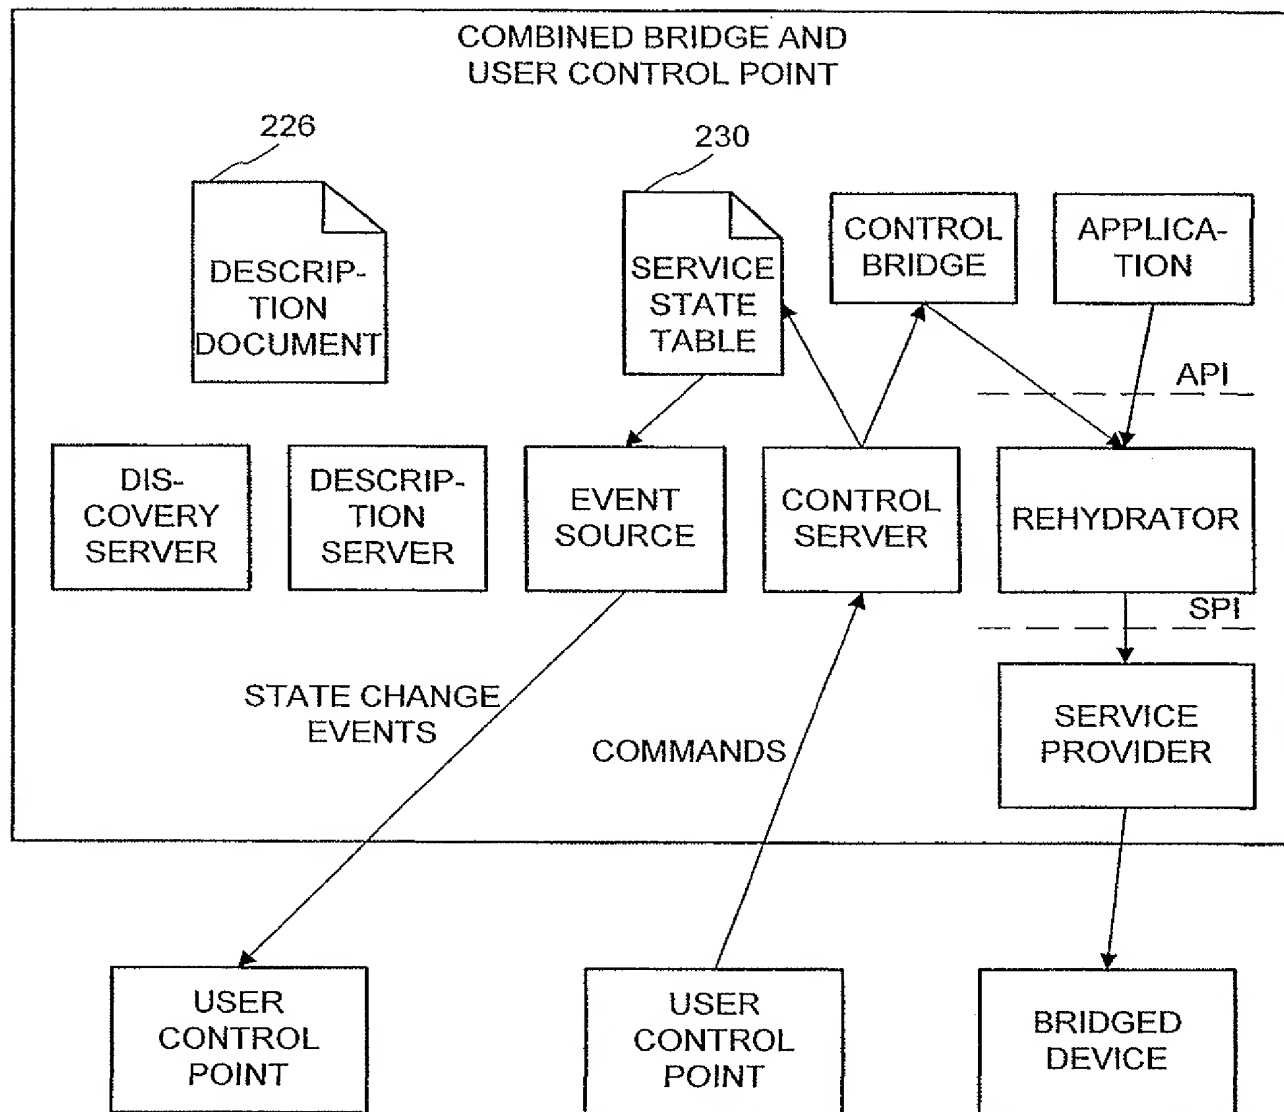 COMBINED BRIDGE AND
USER CONTROL POINT
226
230
DESCRIP-
TION
DOCUMENT
SERVICE
STATE
TABLE
CONTROL
BRIDGE
APPLICA-
TION
API
DIS-
COVERY
SERVER
DESCRIP-
TION
SERVER
EVENT
SOURCE
CONTROL
SERVER
REHYDRATOR
SPI
STATE CHANGE
EVENTS
COMMANDS
SERVICE
PROVIDER
USER
CONTROL
POINT
USER
CONTROL
POINT
BRIDGED
DEVICE